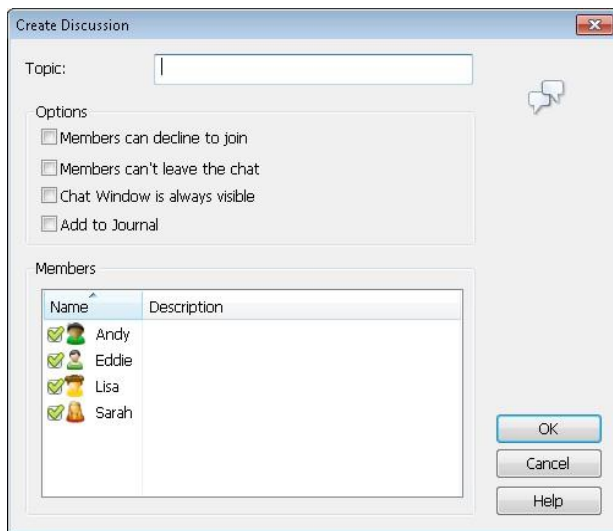 Create Discussion
Topic:
Options
Members can decline to join
Members can't leave the chat
Chat Window is always visible
Add to Journal
Members
Name Description
Andy
Eddie
Lisa
Sarah
OK
Cancel
Help